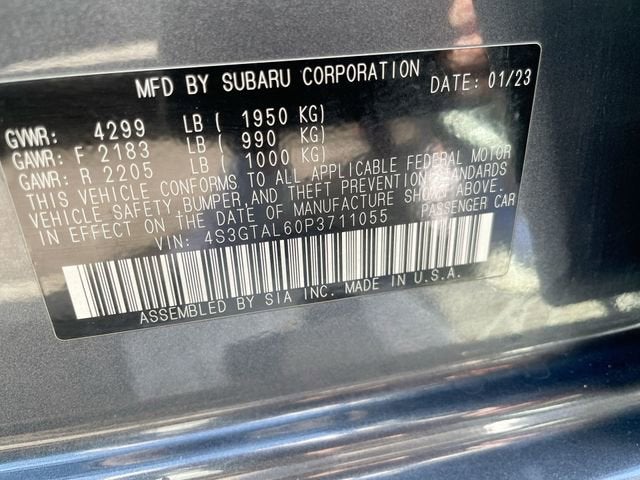 MFD BY SUBARU CORPORATION DATE: 01/23
GVWR: 4299 LB ( 1950 KG)
GAWR: F 2183 LB ( 990 KG)
GAWR: R 2205 LB ( 1000 KG)
THIS VEHICLE CONFORMS TO ALL APPLICABLE FEDERAL MOTOR
VEHICLE SAFETY, BUMPER, AND THEFT PREVENTION STANDARDS
IN EFFECT ON THE DATE OF MANUFACTURE SHOWN ABOVE.
VIN: 4S3GTAL60P3711055 PASSENGER CAR
ASSEMBLED BY SIA INC. MADE IN U.S.A.